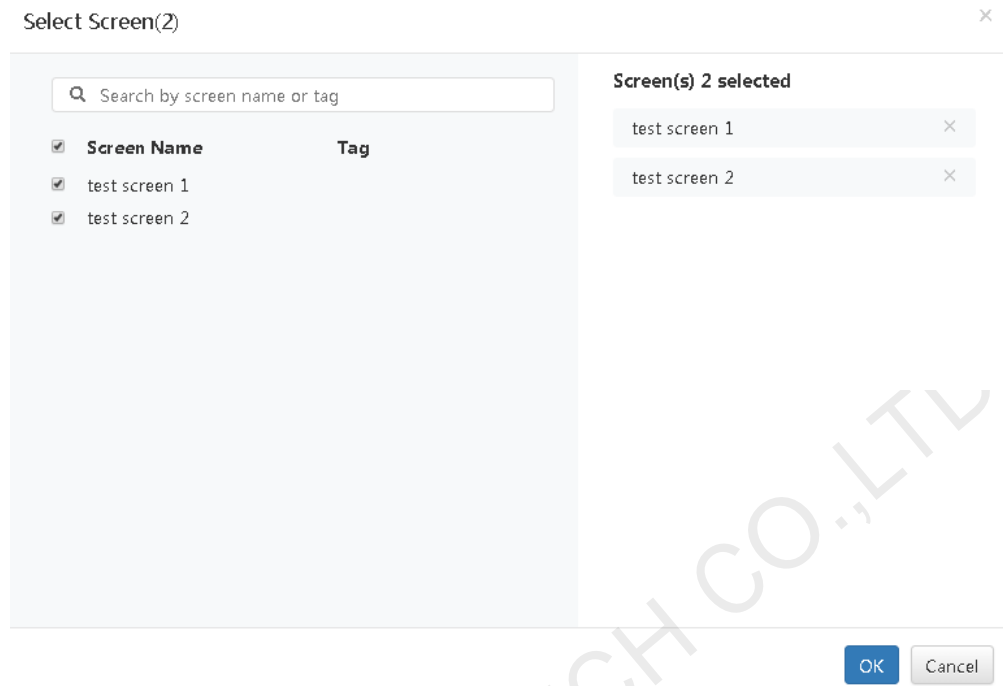 Select Screen(2)
Search by screen name or tag
Screen Name Tag
test screen 1
test screen 2
Screen(s) 2 selected
test screen 1
test screen 2
CO.,LTD
OK Cancel